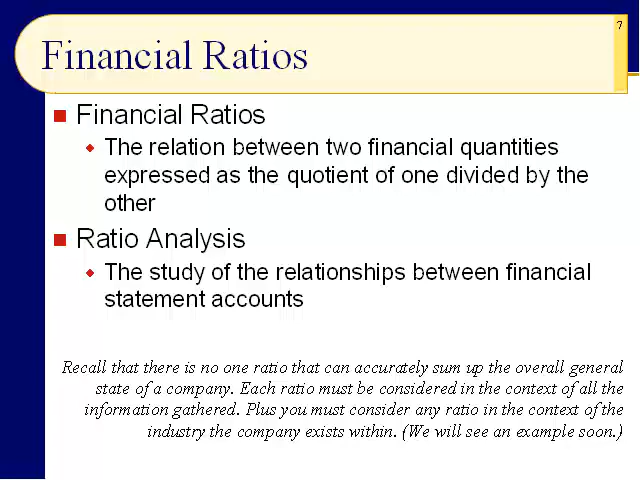 7
Financial Ratios
Financial Ratios
The relation between two financial quantities
expressed as the quotient of one divided by the
other
Ratio Analysis
The study of the relationships between financial
statement accounts
Recall that there is no one ratio that can accurately sum up the overall general
state of a company. Each ratio must be considered in the context of all the
information gathered. Plus you must consider any ratio in the context of the
industry the company exists within. (We will see an example soon.)